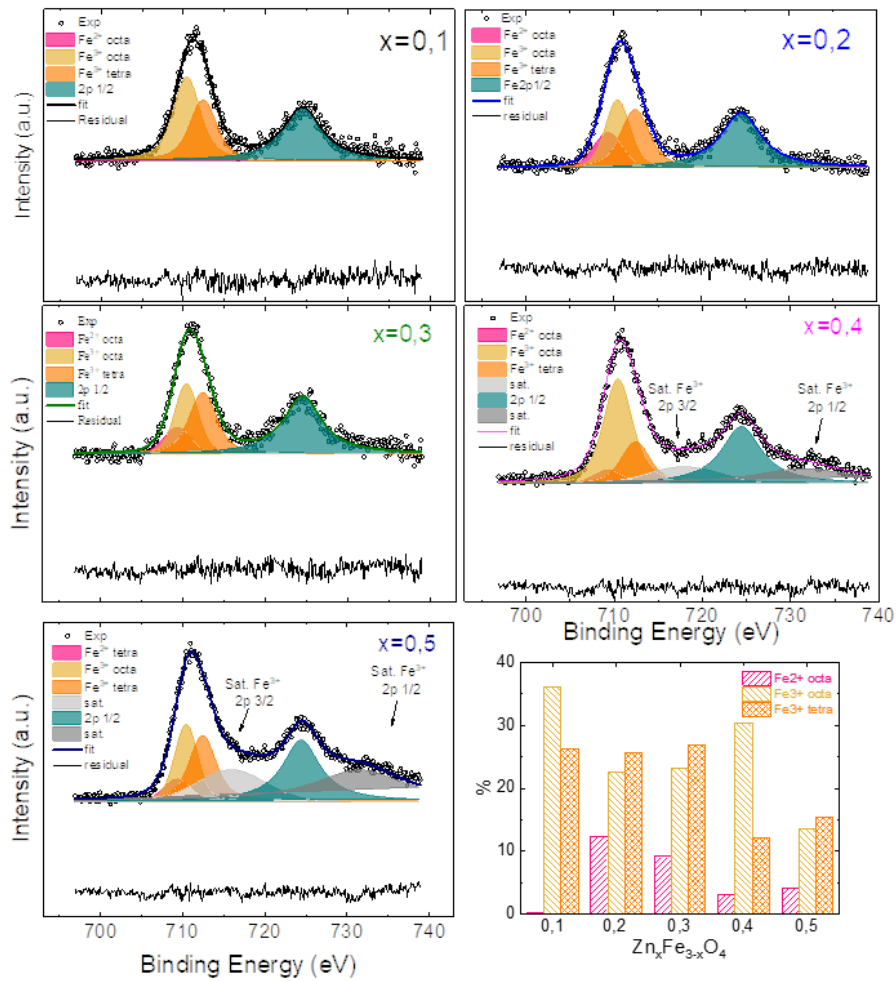 Exp
Fe²⁺ octa
Fe³⁺ octa
Fe³⁺ tetra
2p 1/2
fit
Residual
x=0,1
Intensity (a.u.)
Exp
Fe²⁺ octa
Fe³⁺ octa
Fe³⁺ tetra
Fe2p1/2
fit
Residual
x=0,2
Exp
Fe²⁺ octa
Fe³⁺ octa
Fe³⁺ tetra
2p 1/2
fit
Residual
x=0,3
Intensity (a.u.)
700 710 720 730 740
Exp
Fe²⁺ octa
Fe³⁺ octa
Fe³⁺ tetra
sat.
2p 1/2
sat.
fit
residual
x=0,4
Sat. Fe³⁺
2p 3/2
Sat. Fe³⁺
2p 1/2
700 710 720 730 740
Binding Energy (eV)
Exp
Fe²⁺ tetra
Fe³⁺ octa
Fe³⁺ tetra
sat.
2p 1/2
sat.
fit
residual
x=0,5
Sat. Fe³⁺
2p 3/2
Sat. Fe³⁺
2p 1/2
Intensity (a.u.)
700 710 720 730 740
Binding Energy (eV)
40
30
20
10
0
%
Fe2+ octa
Fe3+ octa
Fe3+ tetra
0,1 0,2 0,3 0,4 0,5
ZnₓFe₃₋ₓO₄